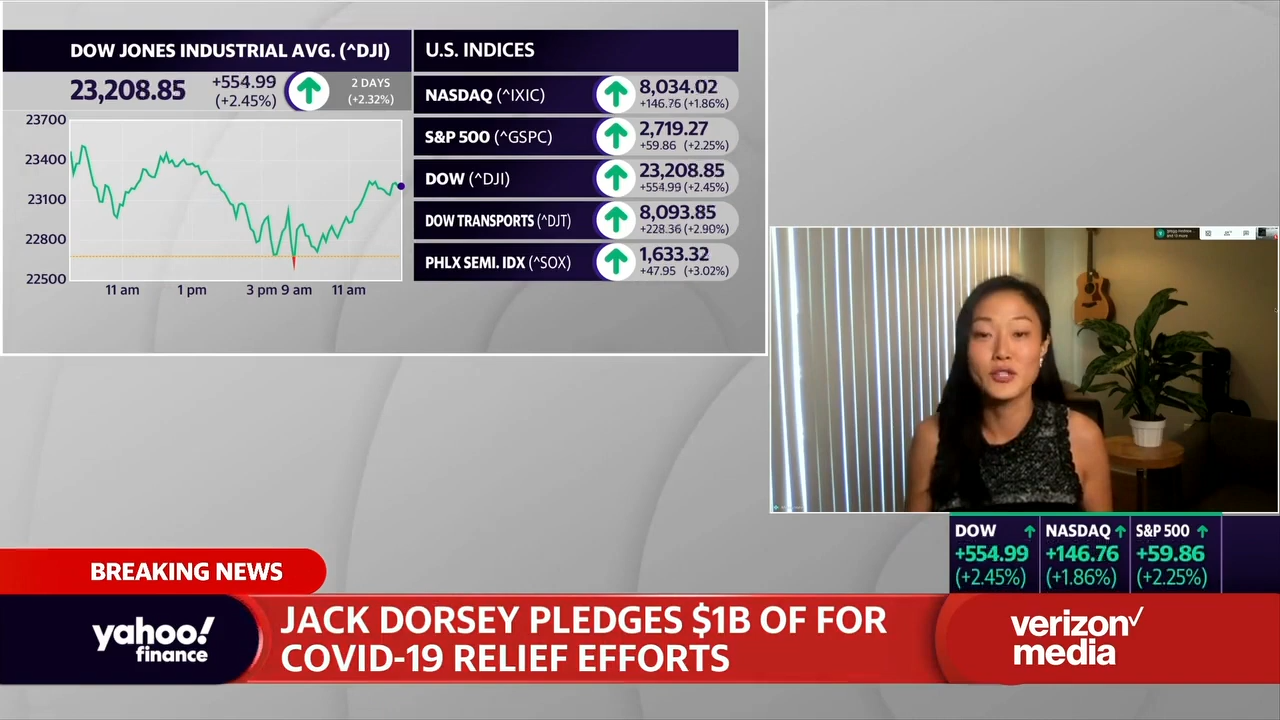 DOW JONES INDUSTRIAL AVG. (^DJI)
23,208.85
+554.99
(+2.45%)
2 DAYS
(+2.32%)
23700
23400
23100
22800
22500
11 am
1 pm
3 pm
9 am
11 am
U.S. INDICES
NASDAQ (^IXIC)
8,034.02
+146.76 (+1.86%)
S&P 500 (^GSPC)
2,719.27
+59.86 (+2.25%)
DOW (^DJI)
23,208.85
+554.99 (+2.45%)
DOW TRANSPORTS (^DJT)
8,093.85
+228.36 (+2.90%)
PHLX SEMI. IDX (^SOX)
1,633.32
+47.95 (+3.02%)
DOW
+554.99
(+2.45%)
NASDAQ
+146.76
(+1.86%)
S&P 500
+59.86
(+2.25%)
BREAKING NEWS
yahoo!
finance
JACK DORSEY PLEDGES $1B OF FOR
COVID-19 RELIEF EFFORTS
verizon
media